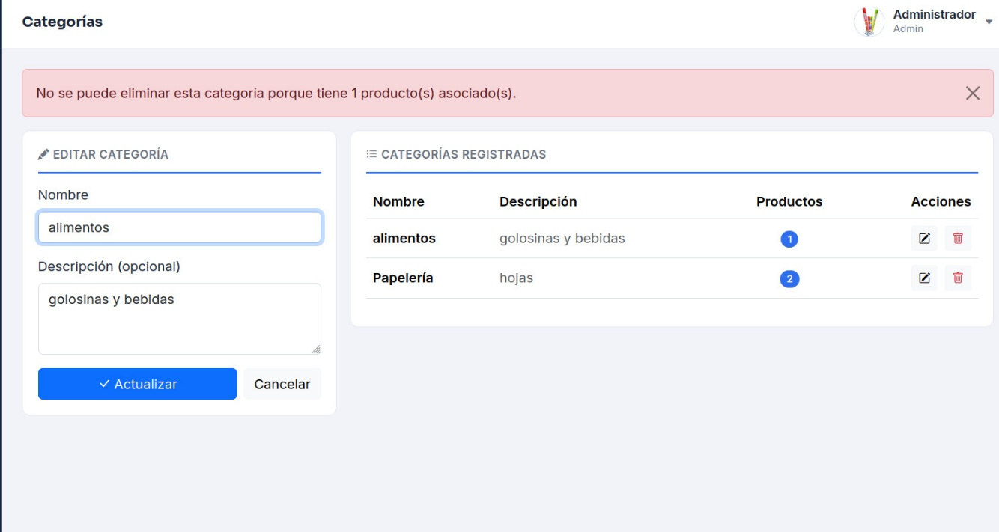 Categorías
Administrador
Admin
No se puede eliminar esta categoría porque tiene 1 producto(s) asociado(s).
EDITAR CATEGORÍA
Nombre
alimentos
Descripción (opcional)
golosinas y bebidas
Actualizar
Cancelar
CATEGORÍAS REGISTRADAS
Nombre Descripción Productos Acciones
alimentos golosinas y bebidas 1
Papelería hojas 2